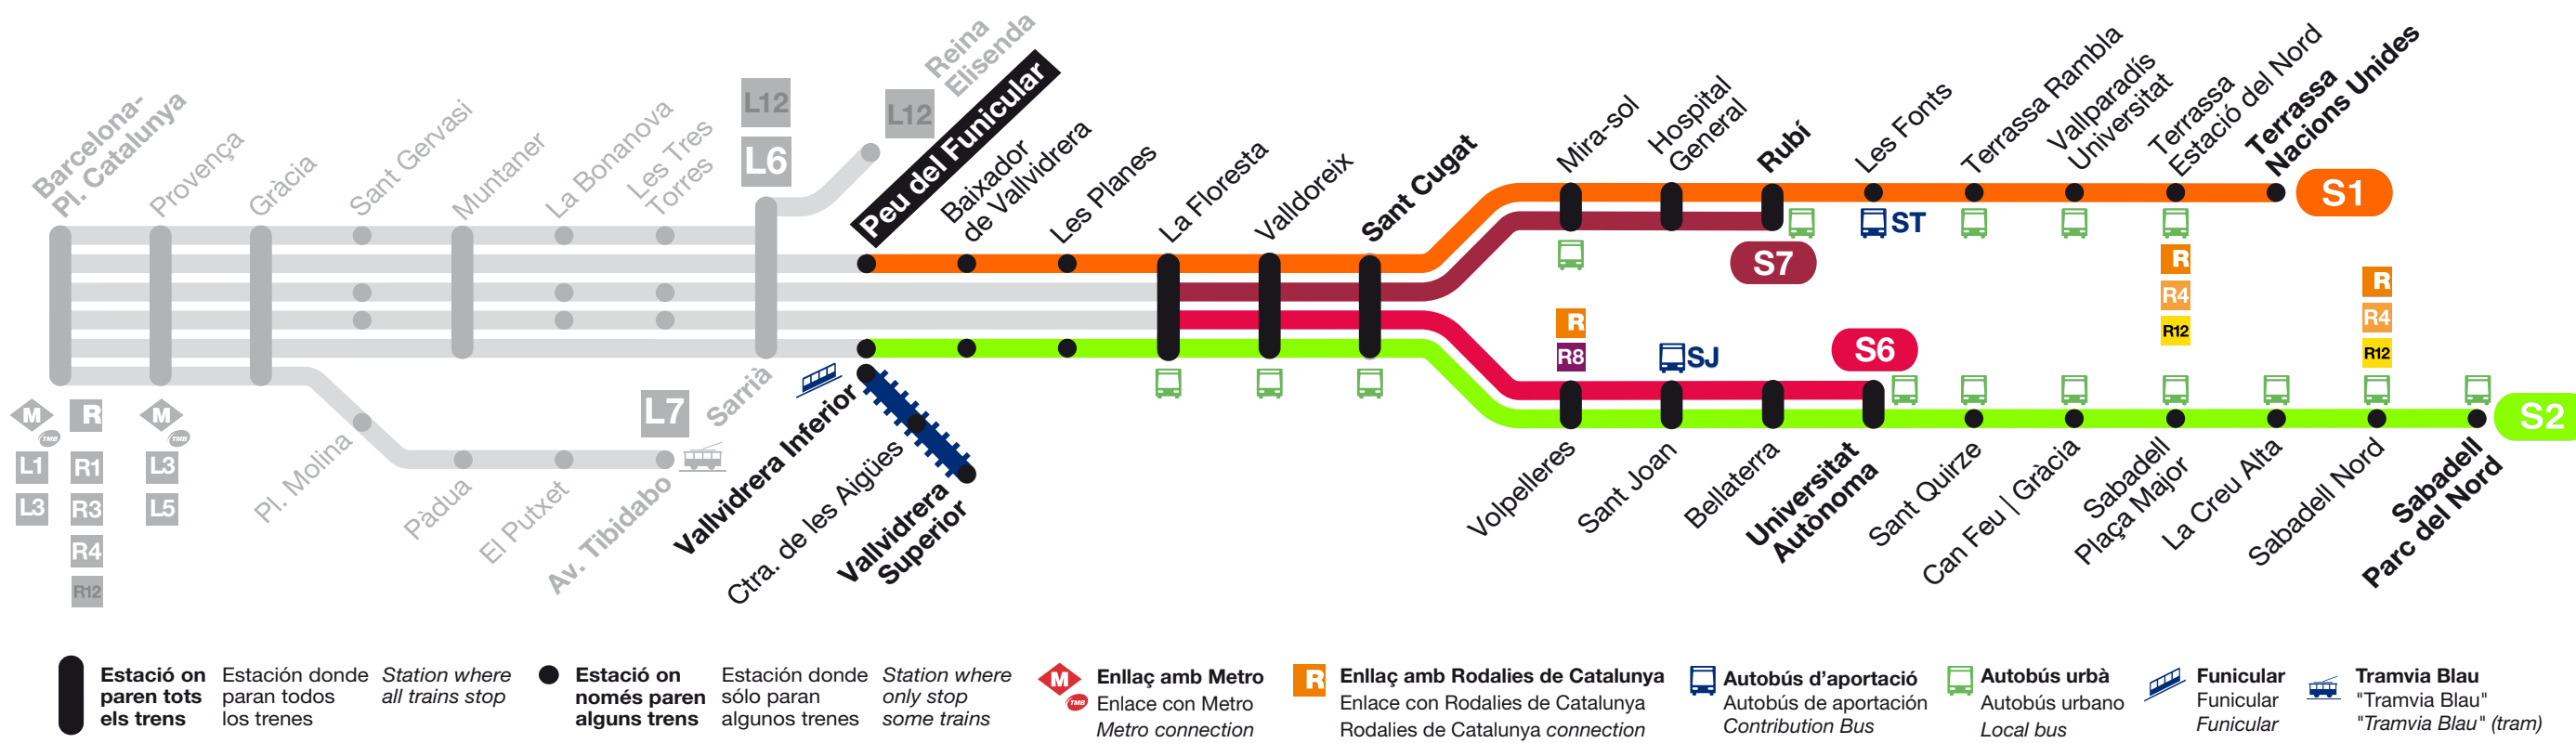 Barcelona-
Pl. Catalunya
Provença
Gràcia
Sant Gervasi
Muntaner
La Bonanova
Les Tres
Torres
L12
L6
L12
Reina
Elisenda
Peu del Funicular
Baixador
de Vallvidrera
Les Planes
La Floresta
Valldoreix
Sant Cugat
Mira-sol
Hospital
General
Rubí
Les Fonts
Terrassa Rambla
Vallparadís
Universitat
Terrassa
Estació del Nord
Terrassa
Nacions Unides
S1
ST
S7
R
R4
R12
R
R4
R12
R
R8
SJ
S6
S2
M
TMB
L1
L3
R
R1
R3
R4
R12
M
TMB
L3
L5
Pl. Molina
Pàdua
El Putxet
Av. Tibidabo
L7
Sarrià
Vallvidrera Inferior
Ctra. de les Aigües
Vallvidrera
Superior
Volpelleres
Sant Joan
Bellaterra
Universitat
Autònoma
Sant Quirze
Can Feu | Gràcia
Sabadell
Plaça Major
La Creu Alta
Sabadell Nord
Sabadell
Parc del Nord
Estació on
paren tots
els trens
Estación donde
paran todos
los trenes
Station where
all trains stop
Estació on
només paren
alguns trens
Estación donde
sólo paran
algunos trenes
Station where
only stop
some trains
M
TMB
Enllaç amb Metro
Enlace con Metro
Metro connection
R
Enllaç amb Rodalies de Catalunya
Enlace con Rodalies de Catalunya
Rodalies de Catalunya connection
Autobús d'aportació
Autobús de aportación
Contribution Bus
Autobús urbà
Autobús urbano
Local bus
Funicular
Funicular
Funicular
Tramvia Blau
"Tramvia Blau"
"Tramvia Blau" (tram)